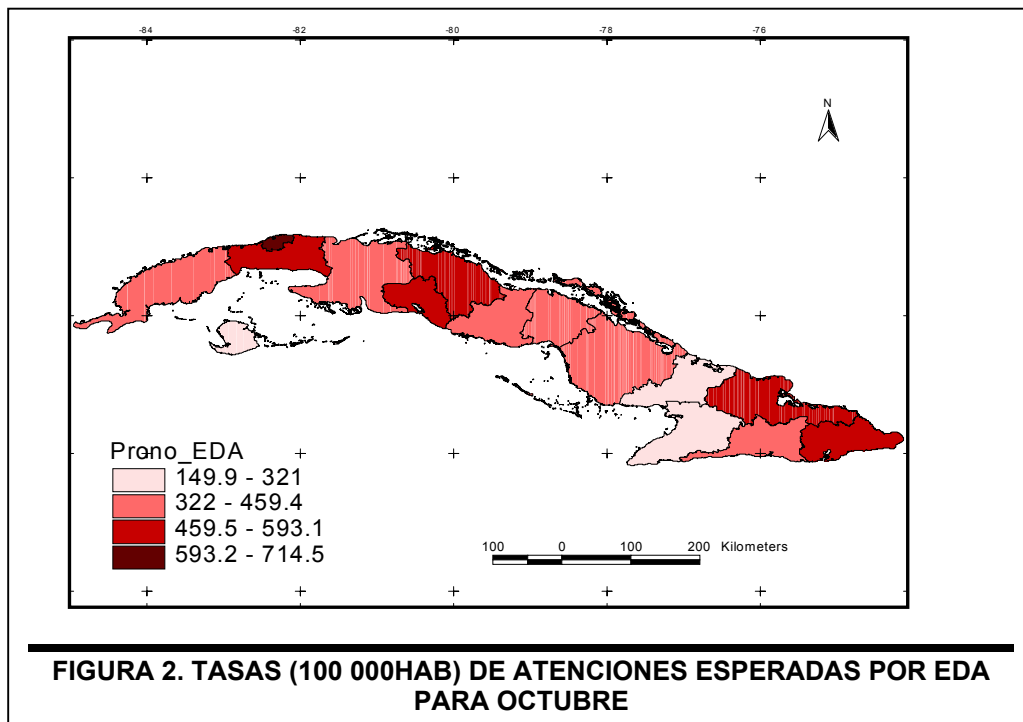 -84 -82 -80 -78 -76
N
Prono_EDA
149.9 - 321
322 - 459.4
459.5 - 593.1
593.2 - 714.5
100 0 100 200 Kilometers
FIGURA 2. TASAS (100 000HAB) DE ATENCIONES ESPERADAS POR EDA
PARA OCTUBRE